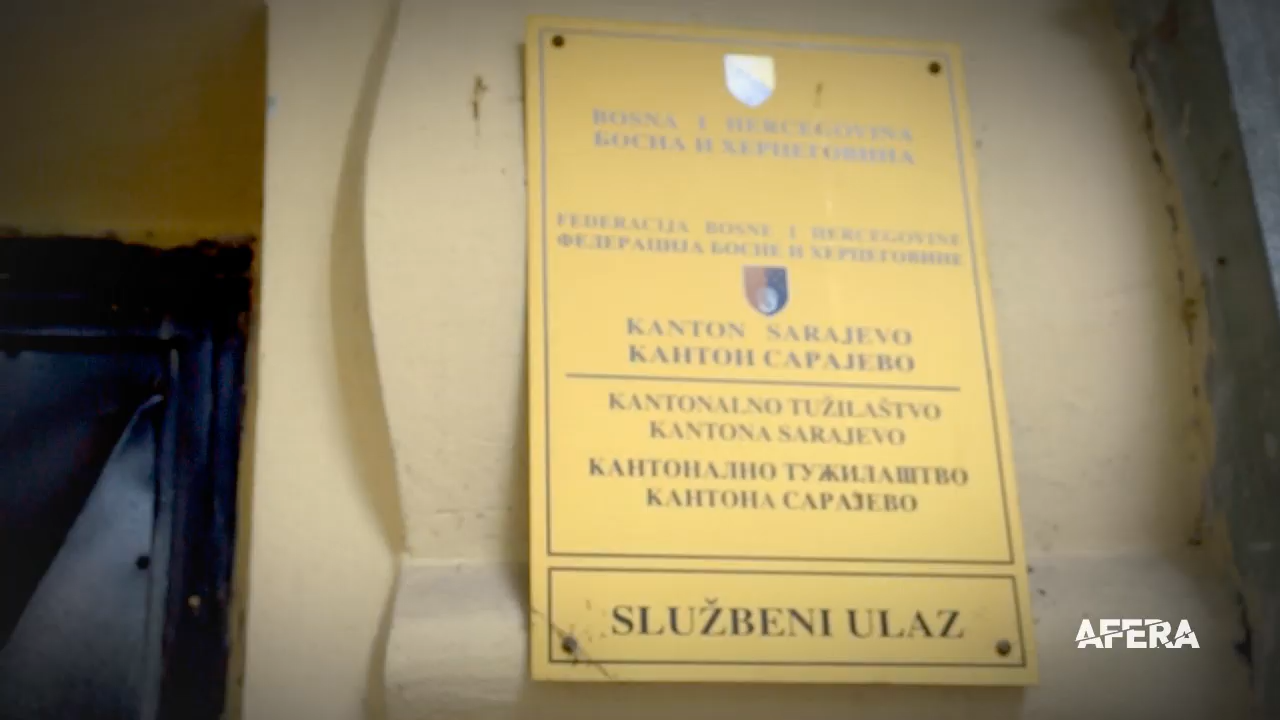 BOSNA I HERCEGOVINA
БОСНА И ХЕРЦЕГОВИНА
FEDERACIJA BOSNE I HERCEGOVINE
ФЕДЕРАЦИЈА БОСНЕ И ХЕРЦЕГОВИНЕ
KANTON SARAJEVO
КАНТОН САРАЈЕВО
KANTONALNO TUŽILAŠTVO
KANTONA SARAJEVO
КАНТОНАЛНО ТУЖИЛАШТВО
КАНТОНА САРАЈЕВО
SLUŽBENI ULAZ
AFERA